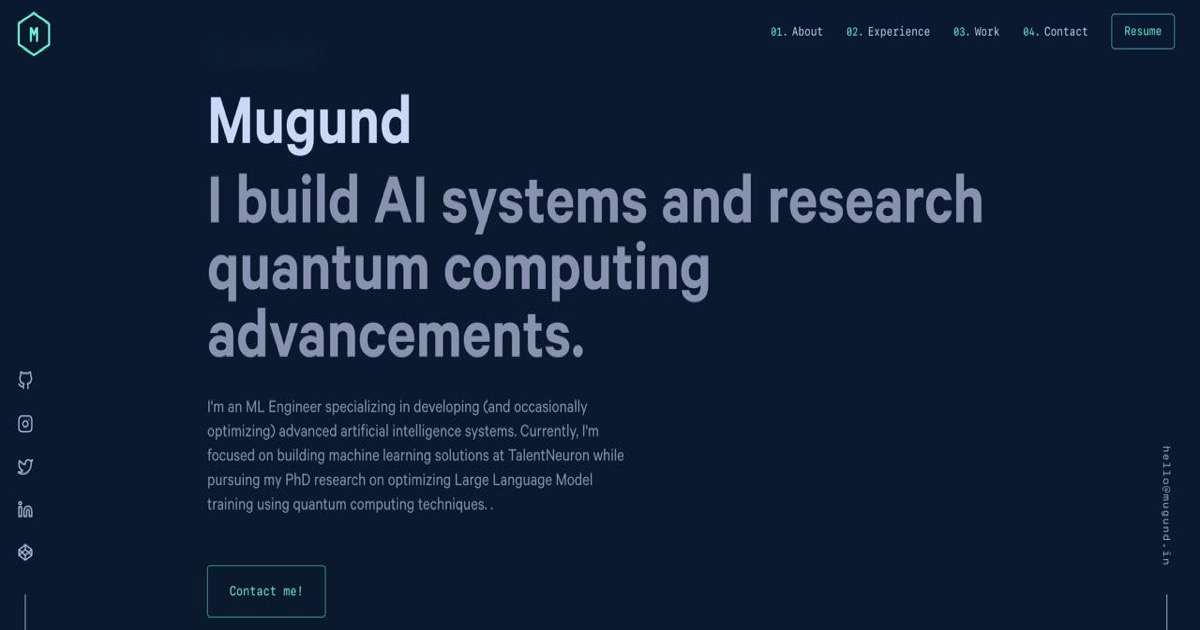 M
01. About 02. Experience 03. Work 04. Contact Resume
Mugund
I build AI systems and research
quantum computing
advancements.
I'm an ML Engineer specializing in developing (and occasionally
optimizing) advanced artificial intelligence systems. Currently, I'm
focused on building machine learning solutions at TalentNeuron while
pursuing my PhD research on optimizing Large Language Model
training using quantum computing techniques. .
Contact me!
hello@mugund.in